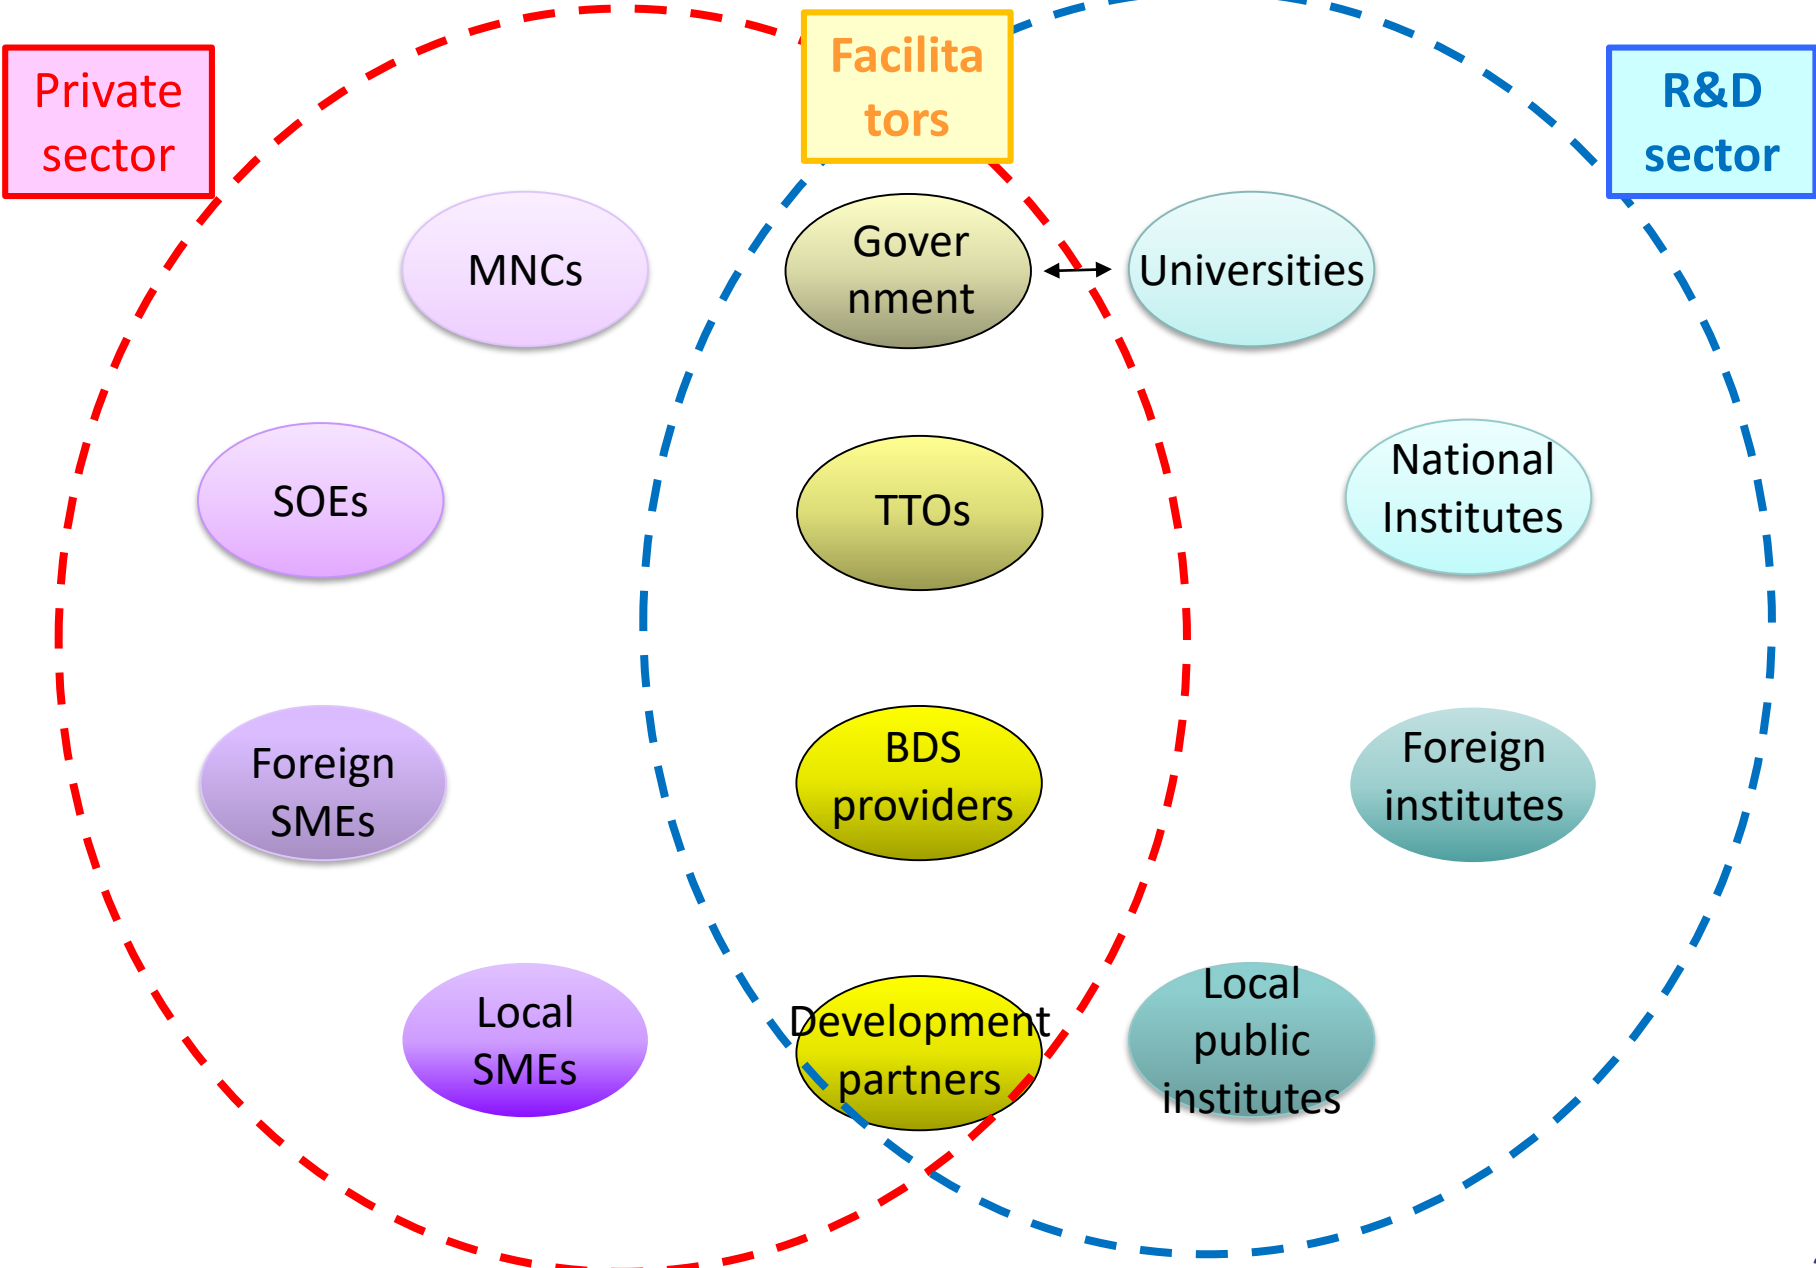 Private
sector
Facilita
tors
R&D
sector
MNCs
Gover
nment
Universities
SOEs
TTOs
National
Institutes
Foreign
SMEs
BDS
providers
Foreign
institutes
Local
SMEs
Development
partners
Local
public
institutes